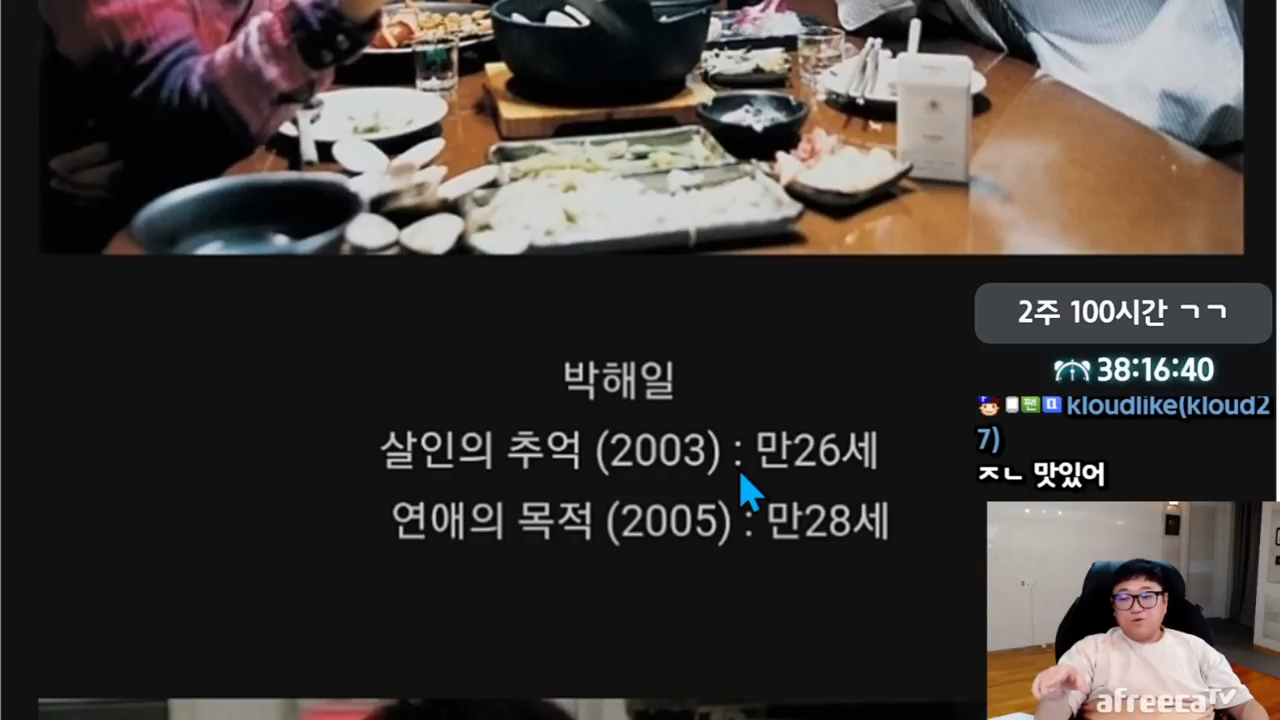 2주 100시간 ㄱㄱ
38:16:40
팬 kloudlike(kloud2
7)
ㅈㄴ 맛있어
박해일
살인의 추억 (2003) : 만26세
연애의 목적 (2005) : 만28세
afreecaTV